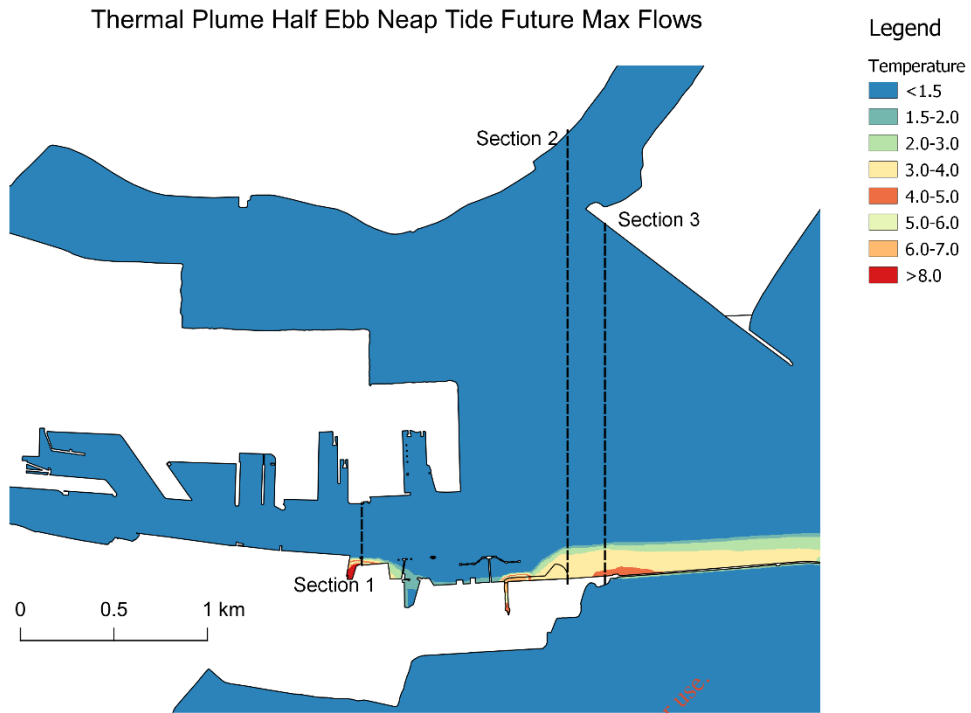 Thermal Plume Half Ebb Neap Tide Future Max Flows
Legend
Temperature
<1.5
1.5-2.0
2.0-3.0
3.0-4.0
4.0-5.0
5.0-6.0
6.0-7.0
>8.0
Section 2
Section 3
Section 1
0 0.5 1 km
use.